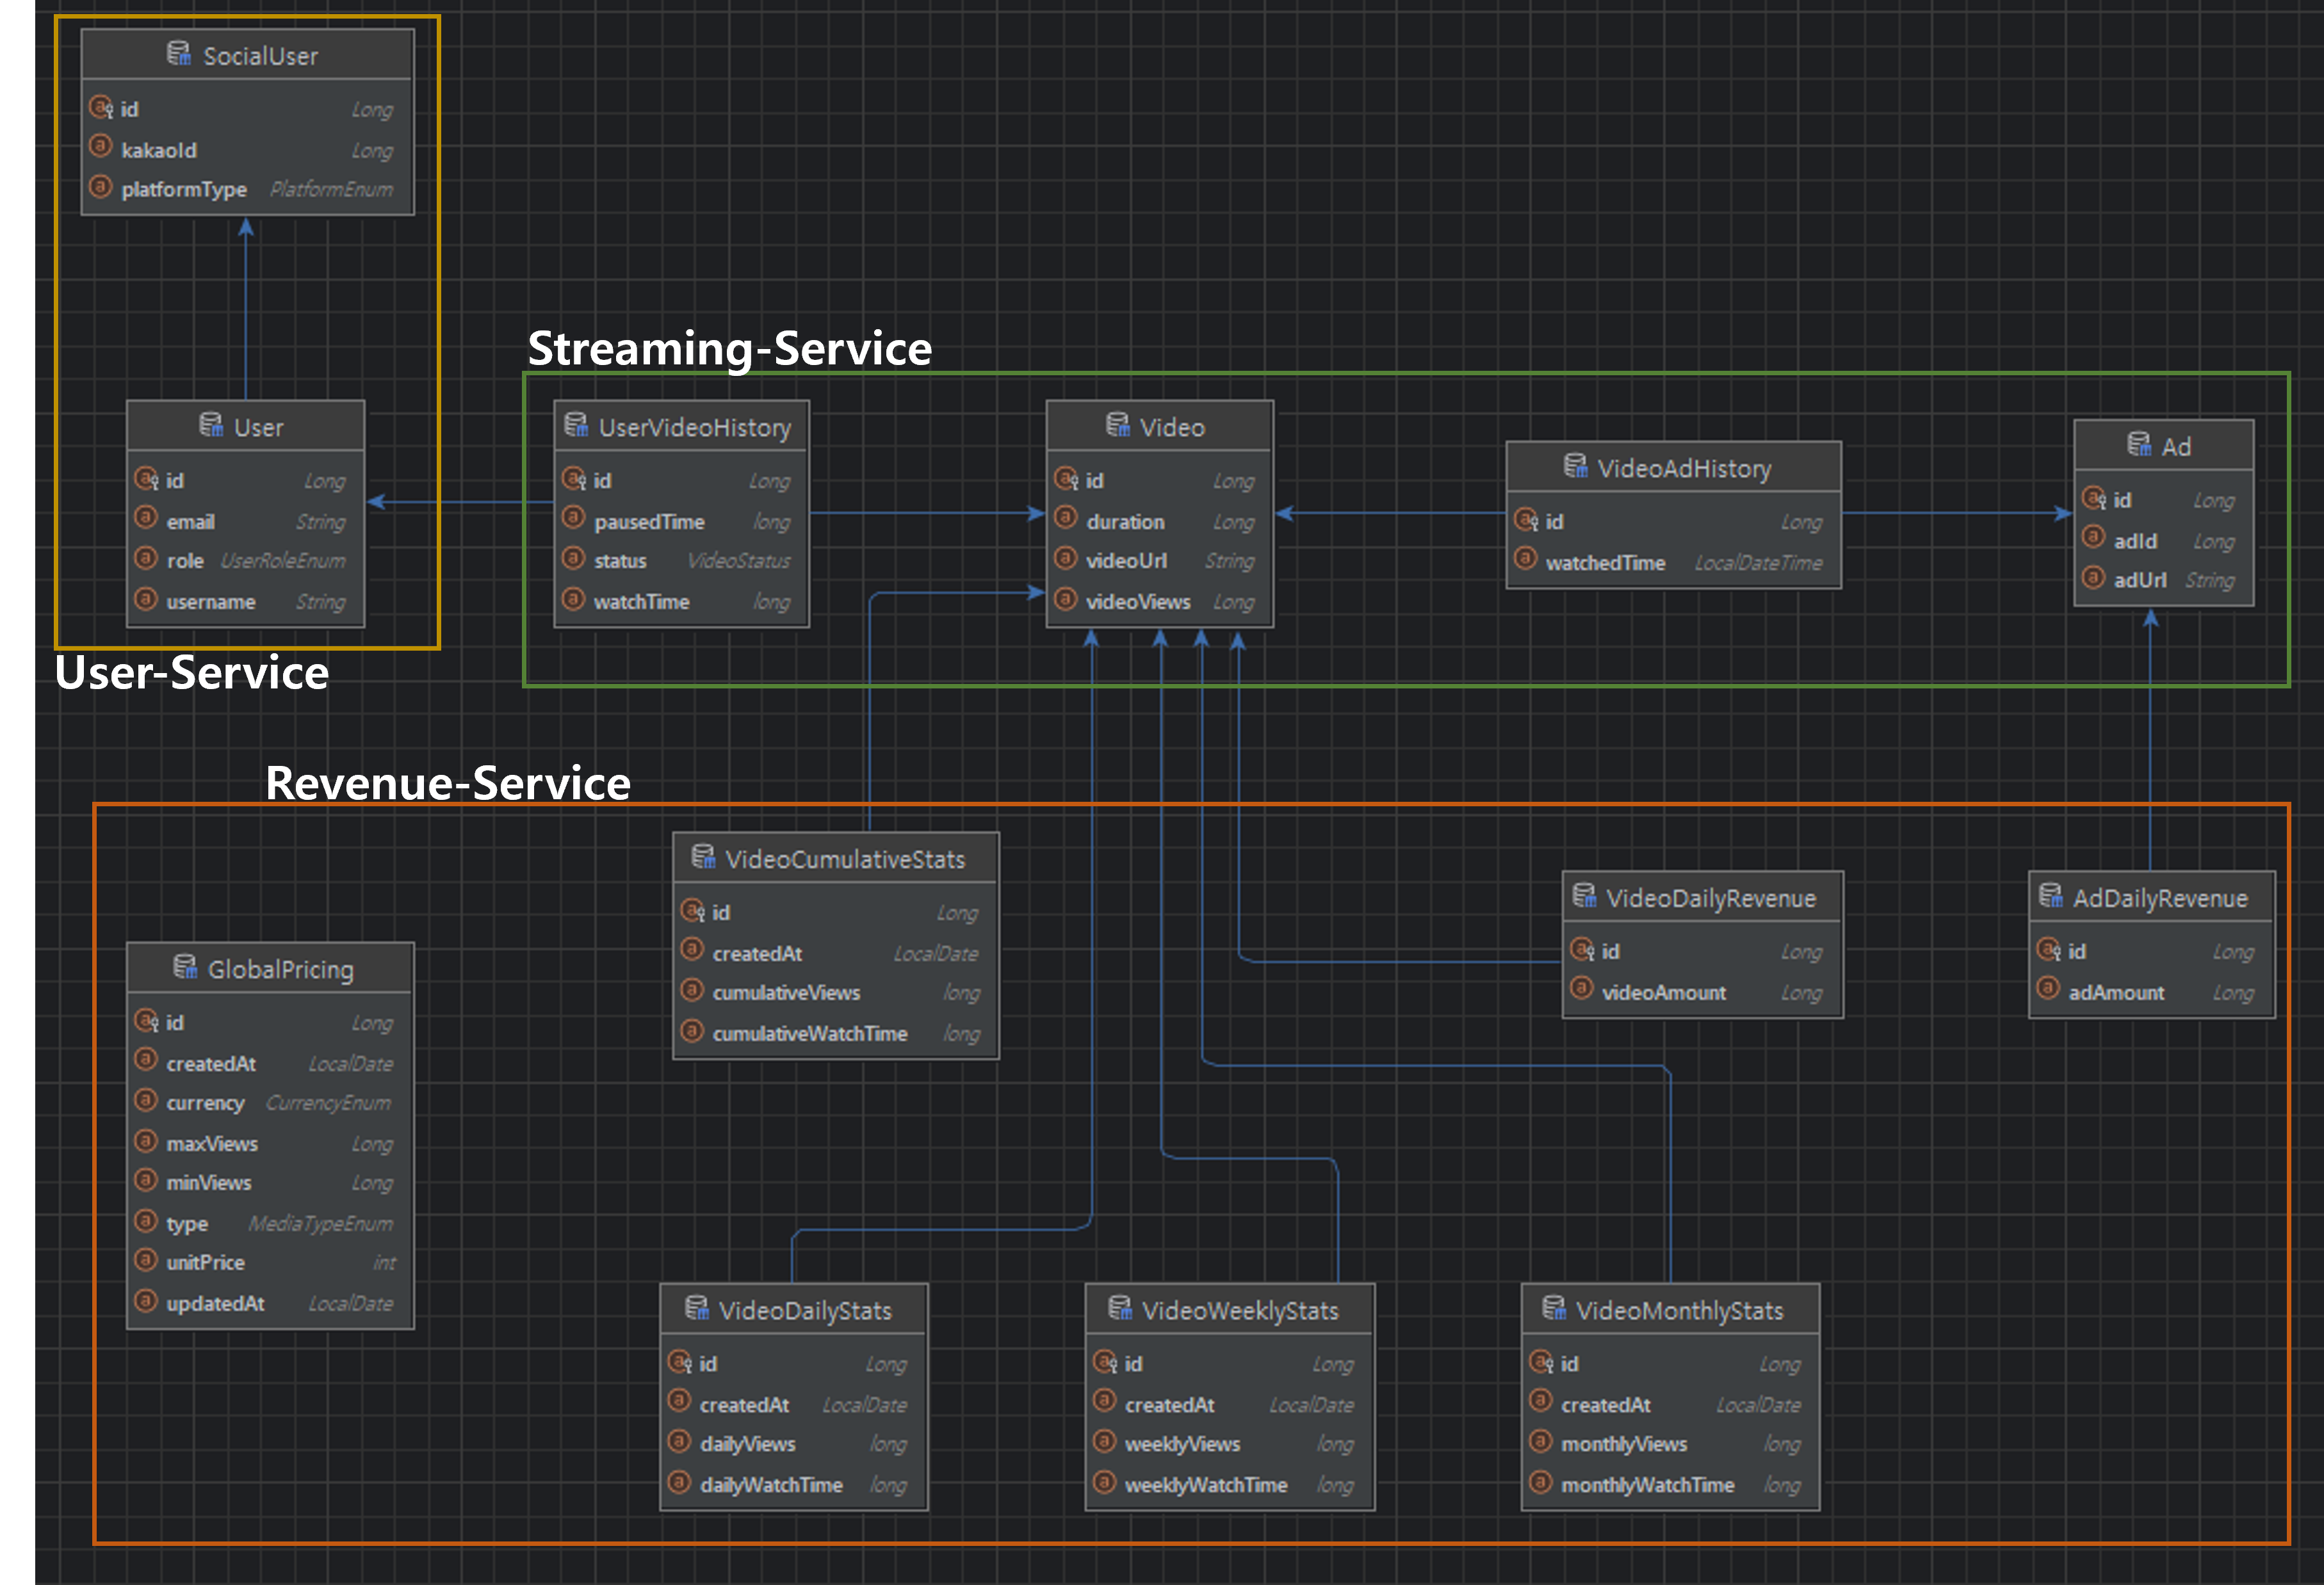 SocialUser
id Long
kakaoId Long
platformType PlatformEnum
User
id Long
email String
role UserRoleEnum
username String
User-Service
Streaming-Service
UserVideoHistory
id Long
pausedTime long
status VideoStatus
watchTime long
Video
id Long
duration Long
videoUrl String
videoViews Long
VideoAdHistory
id Long
watchedTime LocalDateTime
Ad
id Long
adId Long
adUrl String
Revenue-Service
GlobalPricing
id Long
createdAt LocalDate
currency CurrencyEnum
maxViews Long
minViews Long
type MediaTypeEnum
unitPrice int
updatedAt LocalDate
VideoCumulativeStats
id Long
createdAt LocalDate
cumulativeViews long
cumulativeWatchTime long
VideoDailyRevenue
id Long
videoAmount Long
AdDailyRevenue
id Long
adAmount Long
VideoDailyStats
id Long
createdAt LocalDate
dailyViews long
dailyWatchTime long
VideoWeeklyStats
id Long
createdAt LocalDate
weeklyViews long
weeklyWatchTime long
VideoMonthlyStats
id Long
createdAt LocalDate
monthlyViews long
monthlyWatchTime long